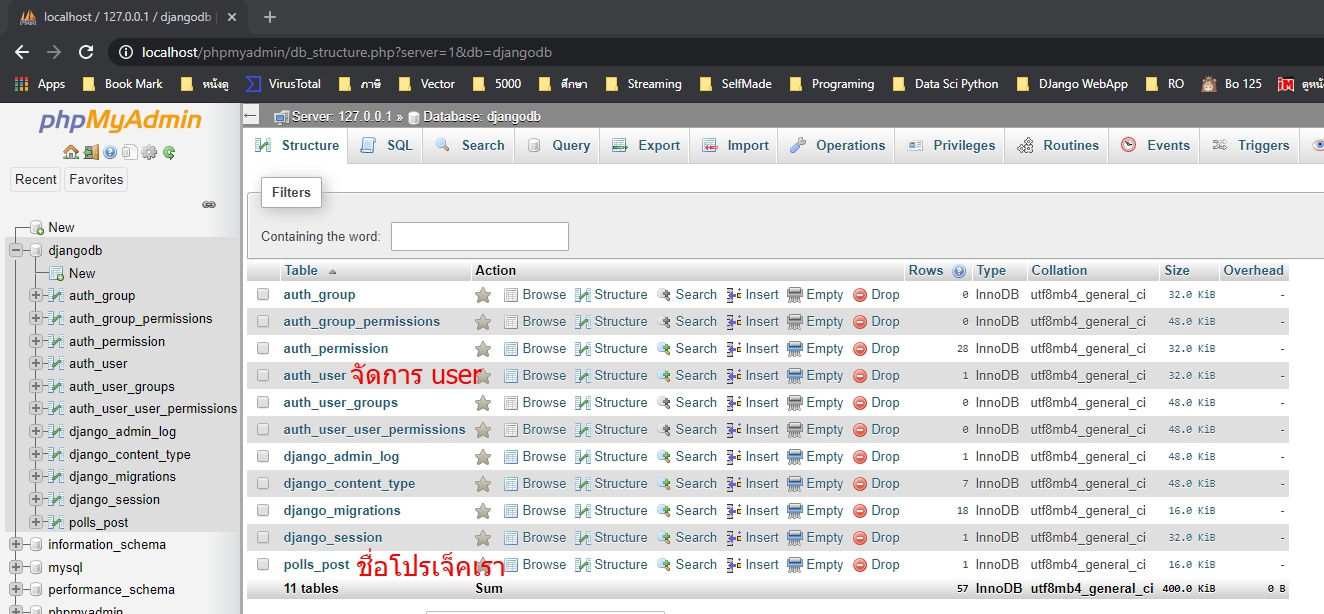 localhost / 127.0.0.1 / djangodb |
localhost/phpmyadmin/db_structure.php?server=1&db=djangodb
Apps Book Mark หนังดู VirusTotal ภาษี Vector 5000 ศึกษา Streaming SelfMade Programing Data Sci Python DJango WebApp RO Bo 125
phpMyAdmin
Recent Favorites
New
djangodb
New
auth_group
auth_group_permissions
auth_permission
auth_user
auth_user_groups
auth_user_user_permissions
django_admin_log
django_content_type
django_migrations
django_session
polls_post
information_schema
mysql
performance_schema
phpmyadmin
Server: 127.0.0.1 » Database: djangodb
Structure SQL Search Query Export Import Operations Privileges Routines Events Triggers
Filters
Containing the word:
Table Action Rows Type Collation Size Overhead
auth_group Browse Structure Search Insert Empty Drop 0 InnoDB utf8mb4_general_ci 32.0 KiB -
auth_group_permissions Browse Structure Search Insert Empty Drop 0 InnoDB utf8mb4_general_ci 48.0 KiB -
auth_permission Browse Structure Search Insert Empty Drop 28 InnoDB utf8mb4_general_ci 32.0 KiB -
auth_user จัดการ user Browse Structure Search Insert Empty Drop 1 InnoDB utf8mb4_general_ci 32.0 KiB -
auth_user_groups Browse Structure Search Insert Empty Drop 0 InnoDB utf8mb4_general_ci 48.0 KiB -
auth_user_user_permissions Browse Structure Search Insert Empty Drop 0 InnoDB utf8mb4_general_ci 48.0 KiB -
django_admin_log Browse Structure Search Insert Empty Drop 1 InnoDB utf8mb4_general_ci 48.0 KiB -
django_content_type Browse Structure Search Insert Empty Drop 7 InnoDB utf8mb4_general_ci 48.0 KiB -
django_migrations Browse Structure Search Insert Empty Drop 18 InnoDB utf8mb4_general_ci 16.0 KiB -
django_session Browse Structure Search Insert Empty Drop 1 InnoDB utf8mb4_general_ci 32.0 KiB -
polls_post ชื่อโปรเจ็คเรา Browse Structure Search Insert Empty Drop 1 InnoDB utf8mb4_general_ci 16.0 KiB -
11 tables Sum 57 InnoDB utf8mb4_general_ci 400.0 KiB 0 B